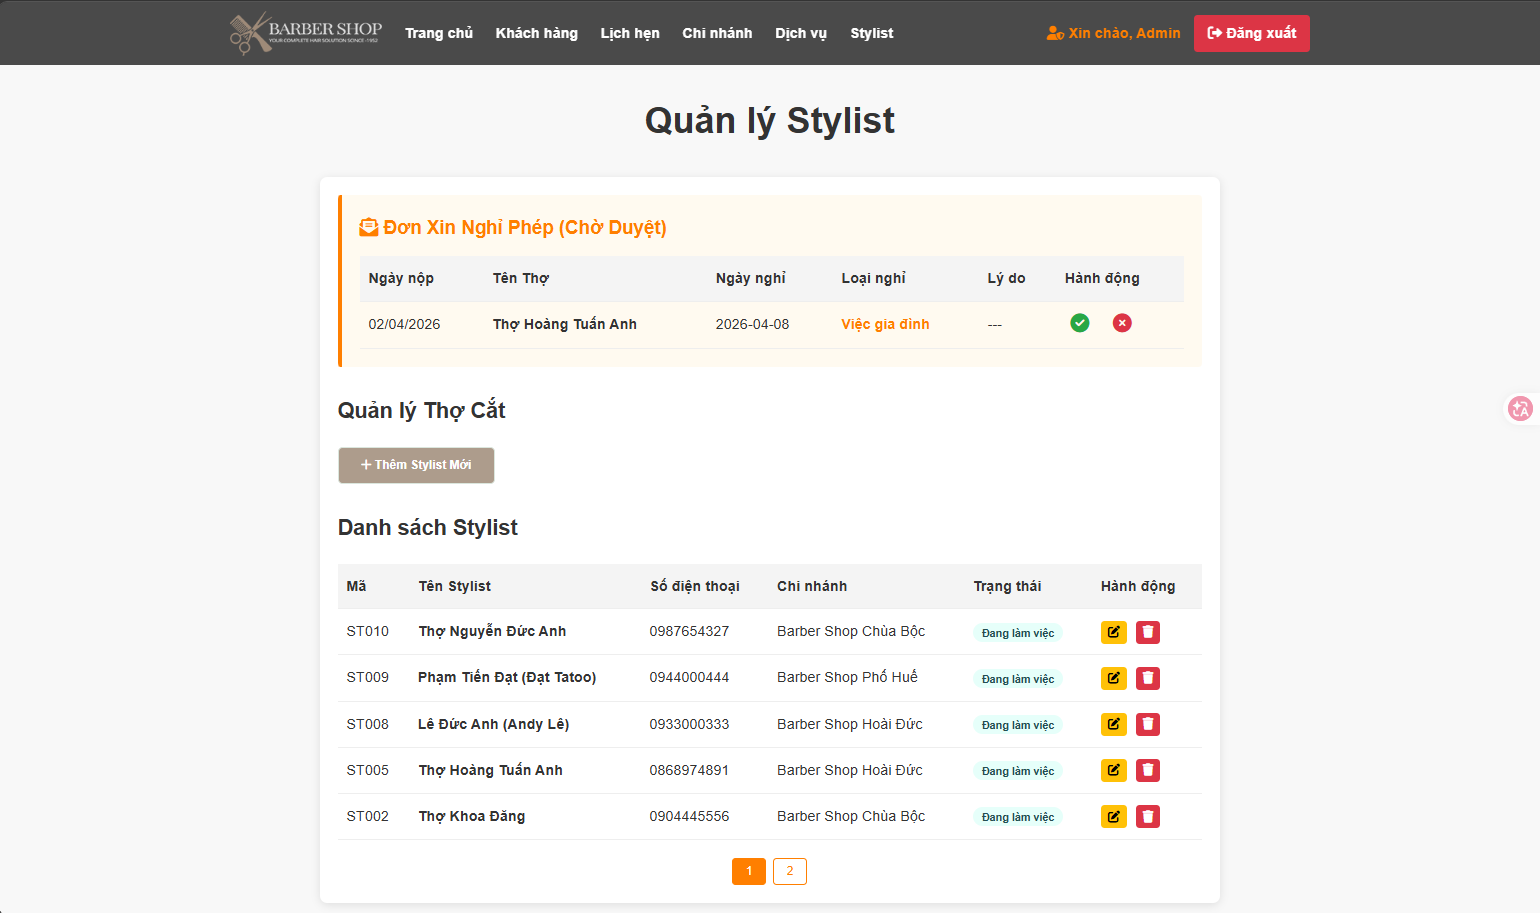 BARBER SHOP
YOUR COMPLETE HAIR SOLUTION SCINCE-1952
Trang chủ Khách hàng Lịch hẹn Chi nhánh Dịch vụ Stylist
Xin chào, Admin Đăng xuất
Quản lý Stylist
Đơn Xin Nghỉ Phép (Chờ Duyệt)
Ngày nộp Tên Thợ Ngày nghỉ Loại nghỉ Lý do Hành động
02/04/2026 Thợ Hoàng Tuấn Anh 2026-04-08 Việc gia đình ---
Quản lý Thợ Cắt
+ Thêm Stylist Mới
Danh sách Stylist
Mã Tên Stylist Số điện thoại Chi nhánh Trạng thái Hành động
ST010 Thợ Nguyễn Đức Anh 0987654327 Barber Shop Chùa Bộc Đang làm việc
ST009 Phạm Tiến Đạt (Đạt Tatoo) 0944000444 Barber Shop Phố Huế Đang làm việc
ST008 Lê Đức Anh (Andy Lê) 0933000333 Barber Shop Hoài Đức Đang làm việc
ST005 Thợ Hoàng Tuấn Anh 0868974891 Barber Shop Hoài Đức Đang làm việc
ST002 Thợ Khoa Đăng 0904445556 Barber Shop Chùa Bộc Đang làm việc
1 2